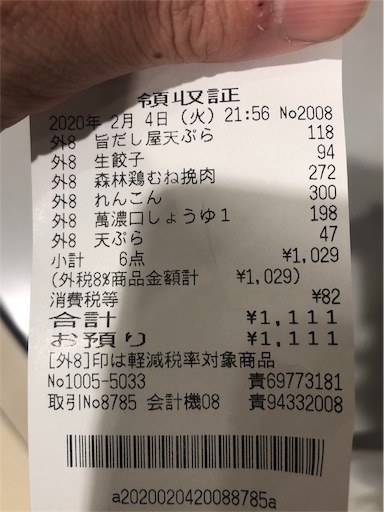 領収証
2020年 2月 4日（火）21:56 No2008
外8 旨だし屋天ぷら 118
外8 生餃子 94
外8 森林鶏むね挽肉 272
外8 れんこん 300
外8 萬濃口しょうゆ1 198
外8 天ぷら 47
小計 6点 ¥1,029
(外税8%商品金額計 ¥1,029)
消費税等 ¥82
合計 ¥1,111
お預り ¥1,111
[外8]印は軽減税率対象商品
No1005-5033 責69773181
取引No8785 会計機08 責94332008
a2020020420088785a